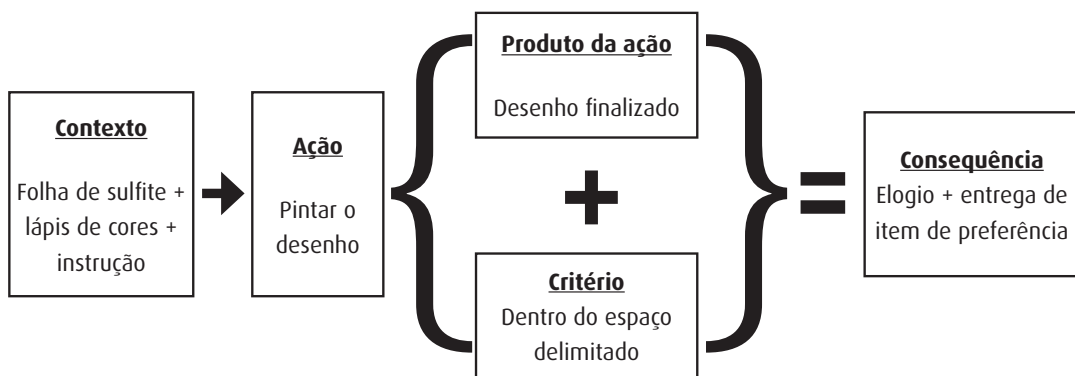 Contexto
Folha de sulfite +
lápis de cores +
instrução
Ação
Pintar o
desenho
Produto da ação
Desenho finalizado
+
Critério
Dentro do espaço
delimitado
=
Consequência
Elogio + entrega de
item de preferência